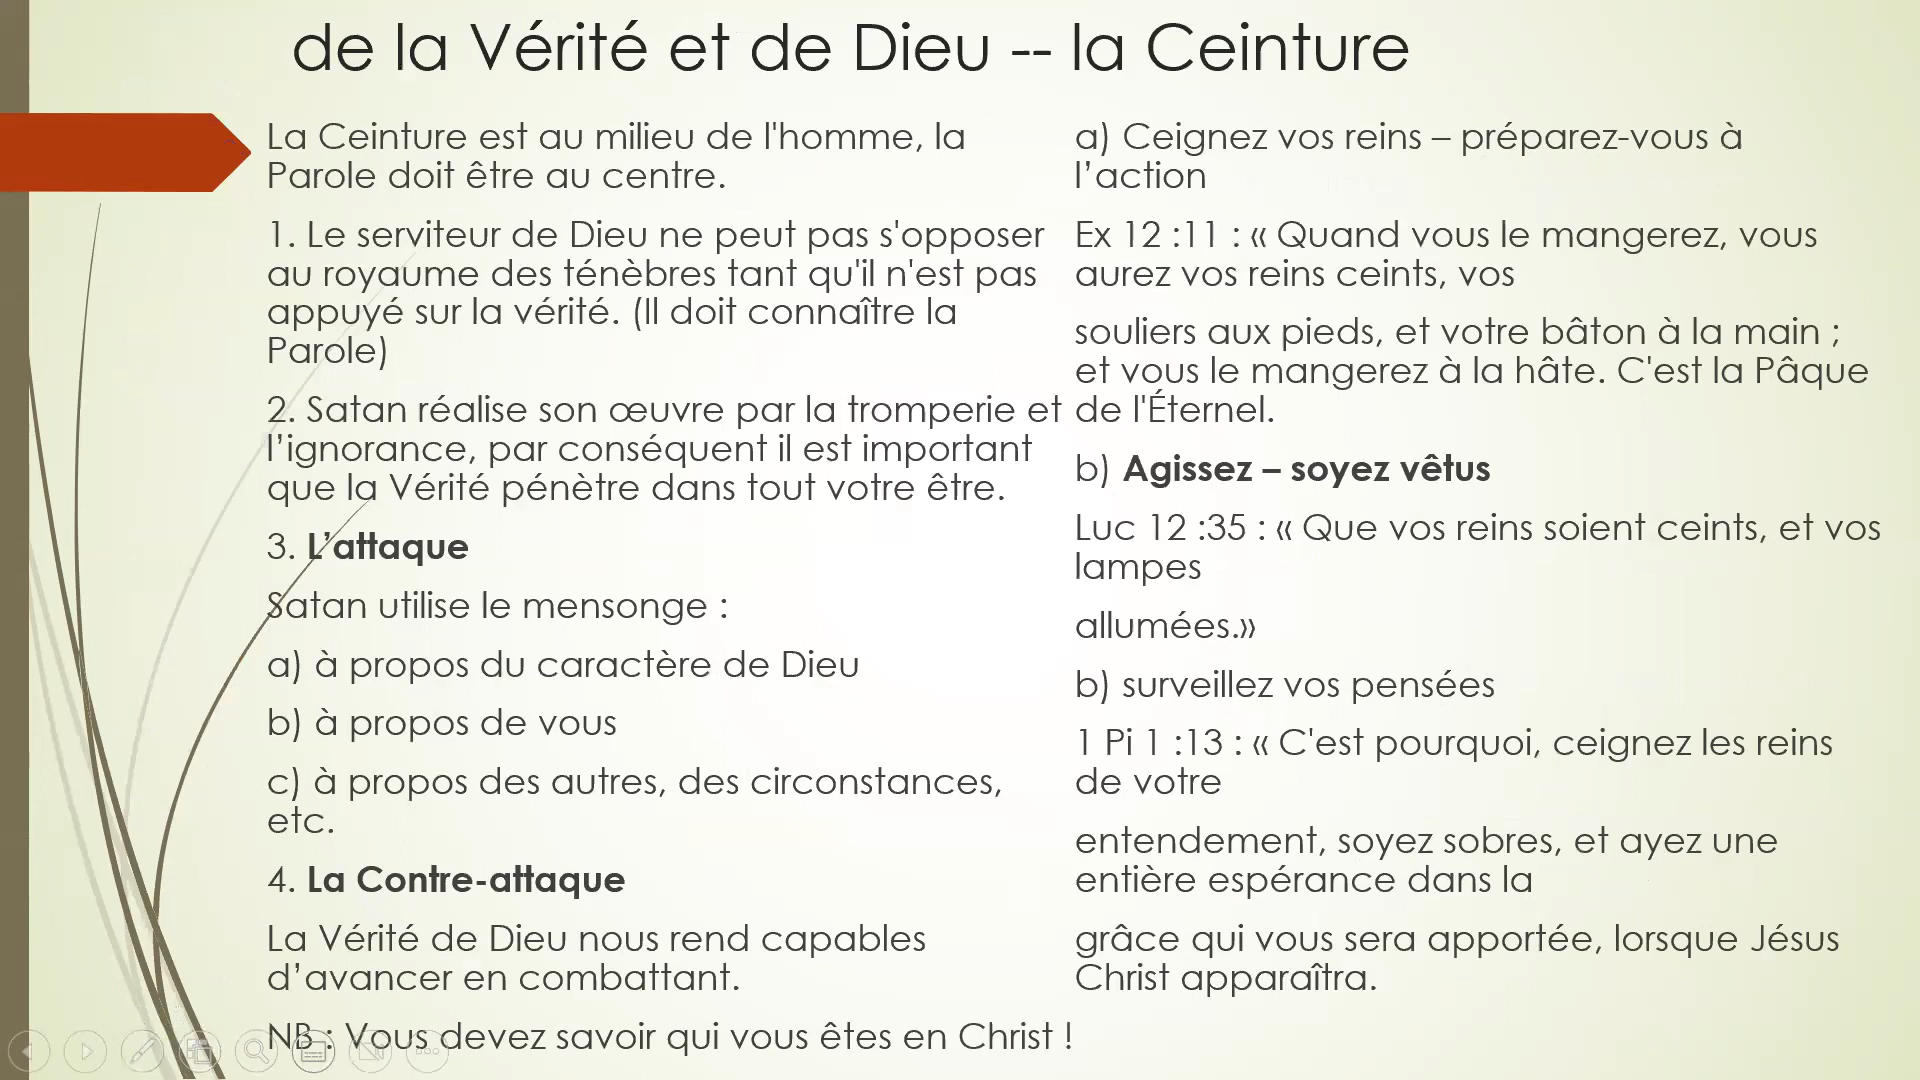 de la Vérité et de Dieu -- la Ceinture
La Ceinture est au milieu de l'homme, la
Parole doit être au centre.
1. Le serviteur de Dieu ne peut pas s'opposer
au royaume des ténèbres tant qu'il n'est pas
appuyé sur la vérité. (Il doit connaître la
Parole)
2. Satan réalise son œuvre par la tromperie et
l’ignorance, par conséquent il est important
que la Vérité pénètre dans tout votre être.
3. L’attaque
Satan utilise le mensonge :
a) à propos du caractère de Dieu
b) à propos de vous
c) à propos des autres, des circonstances,
etc.
4. La Contre-attaque
La Vérité de Dieu nous rend capables
d’avancer en combattant.
NB : Vous devez savoir qui vous êtes en Christ !
a) Ceignez vos reins – préparez-vous à
l’action
Ex 12 :11 : « Quand vous le mangerez, vous
aurez vos reins ceints, vos
souliers aux pieds, et votre bâton à la main ;
et vous le mangerez à la hâte. C'est la Pâque
de l'Éternel.
b) Agissez – soyez vêtus
Luc 12 :35 : « Que vos reins soient ceints, et vos
lampes
allumées.»
b) surveillez vos pensées
1 Pi 1 :13 : « C'est pourquoi, ceignez les reins
de votre
entendement, soyez sobres, et ayez une
entière espérance dans la
grâce qui vous sera apportée, lorsque Jésus
Christ apparaîtra.